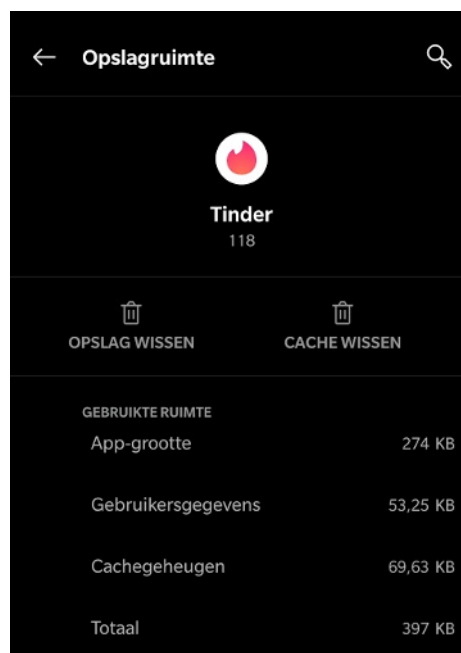 Opslagruimte
Tinder
118
OPSLAG WISSEN CACHE WISSEN
GEBRUIKTE RUIMTE
App-grootte 274 KB
Gebruikersgegevens 53,25 KB
Cachegeheugen 69,63 KB
Totaal 397 KB